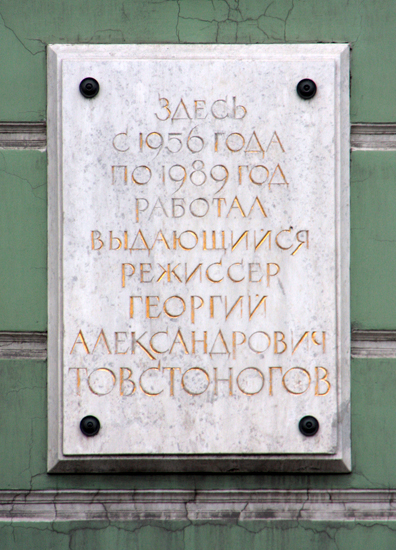 ЗДЕСЬ
С 1956 ГОДА
ПО 1989 ГОД
РАБОТАЛ
ВЫДАЮЩИЙСЯ
РЕЖИССЕР
ГЕОРГИЙ
АЛЕКСАНДРОВИЧ
ТОВСТОНОГОВ